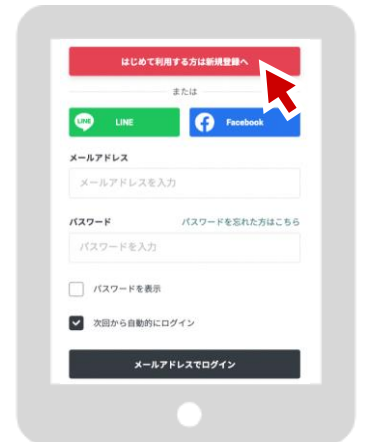 はじめて利用する方は新規登録へ
または
LINE LINE
Facebook
メールアドレス
メールアドレスを入力
パスワード パスワードを忘れた方はこちら
パスワードを入力
パスワードを表示
次回から自動的にログイン
メールアドレスでログイン